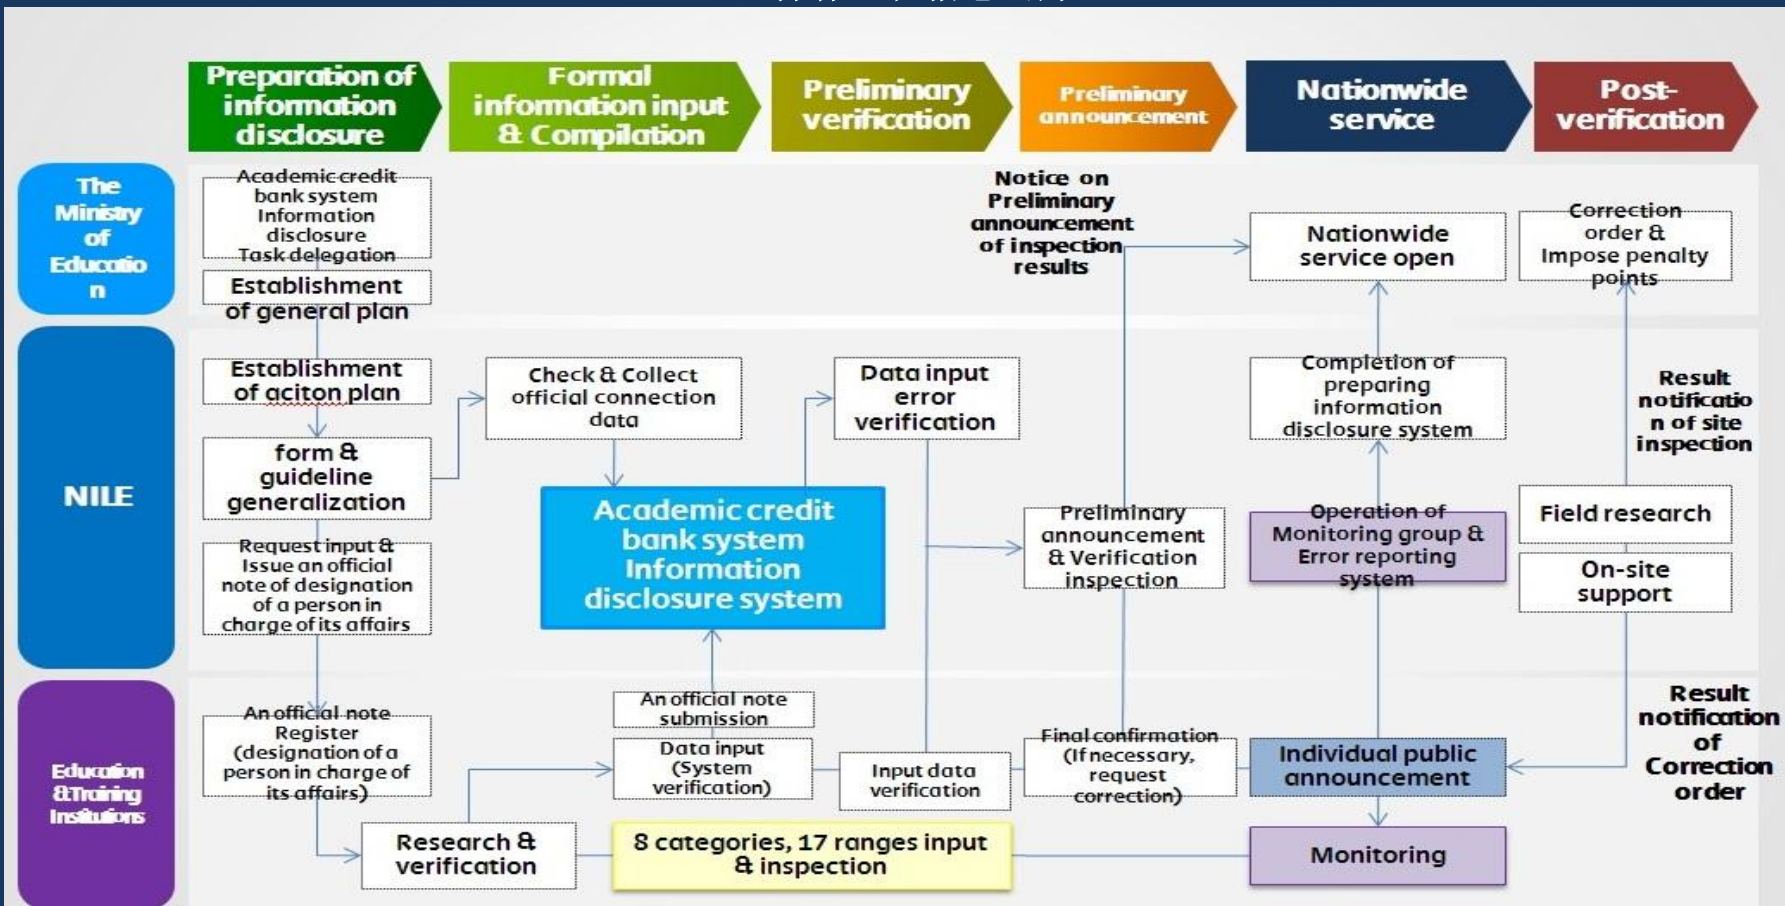 Preparation of
information
disclosure
Formal
information input
& Compilation
Preliminary
verification
Preliminary
announcement
Nationwide
service
Post-
verification
The
Ministry
of
Educatio
n
Academic credit
bank system
Information
disclosure
Task delegation
Establishment
of general plan
Notice on
Preliminary
announcement
of inspection
results
Nationwide
service open
Correction
order &
Impose penalty
points
NILE
Establishment
of aciton plan
form &
guideline
generalization
Request input &
Issue an official
note of designation
of a person in
charge of its affairs
Check & Collect
official connection
data
Academic credit
bank system
Information
disclosure system
Data input
error
verification
Preliminary
announcement
& Verification
inspection
Completion of
preparing
information
disclosure system
Operation of
Monitoring group &
Error reporting
system
Result
notificatio
n of site
inspection
Field research
On-site
support
Education
&Training
Institutions
An official note
Register
(designation of a
person in charge of
its affairs)
Research &
verification
An official note
submission
Data input
(System
verification)
8 categories, 17 ranges input
& inspection
Input data
verification
Final confirmation
(If necessary,
request
correction)
Individual public
announcement
Monitoring
Result
notification
of
Correction
order